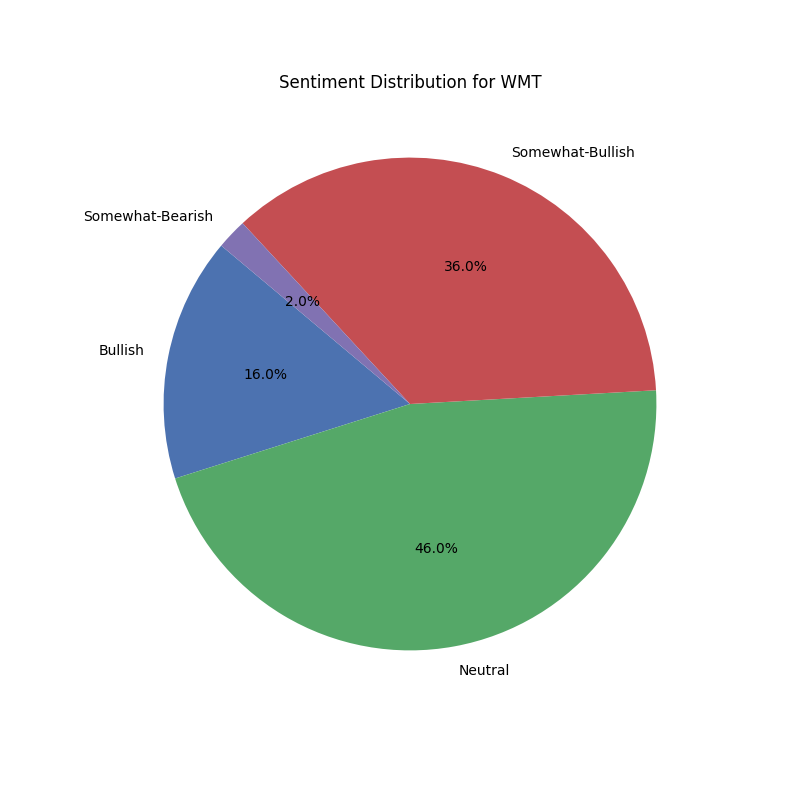 Sentiment Distribution for WMT
Somewhat-Bullish
Somewhat-Bearish
36.0%
2.0%
Bullish
16.0%
46.0%
Neutral